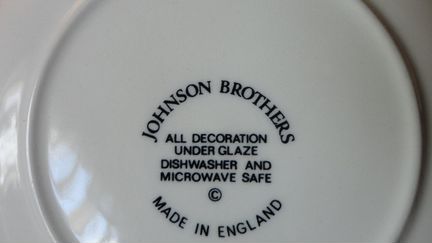 JOHNSON BROTHERS
ALL DECORATION
UNDER GLAZE
DISHWASHER AND
MICROWAVE SAFE
©
MADE IN ENGLAND